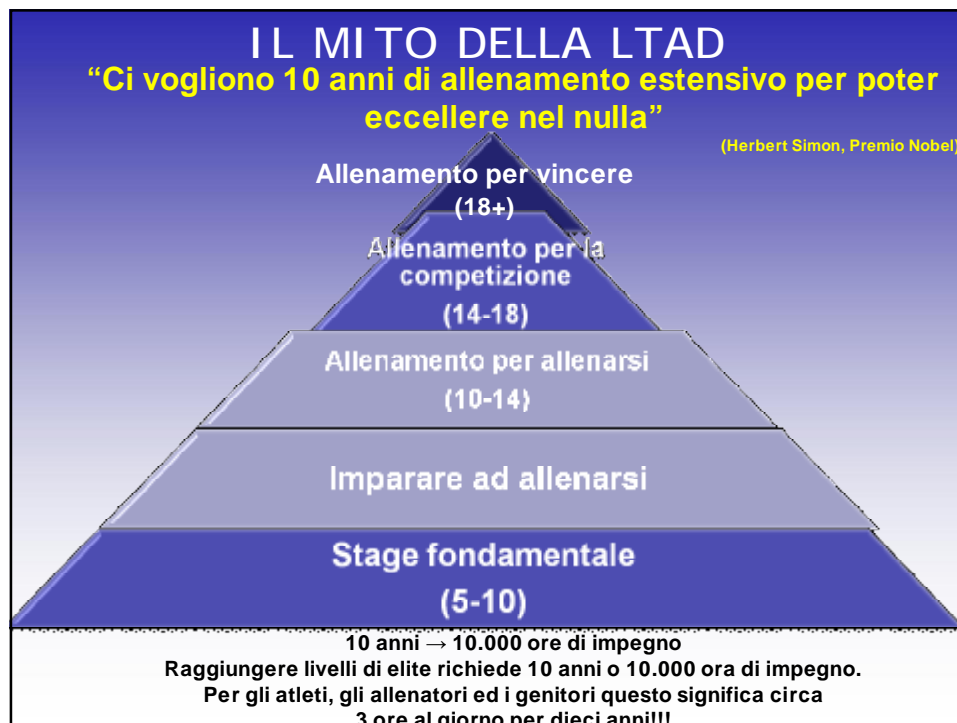 IL MITO DELLA LTAD
“Ci vogliono 10 anni di allenamento estensivo per poter
eccellere nel nulla”
(Herbert Simon, Premio Nobel)
Allenamento per vincere
(18+)
Allenamento per la
competizione
(14-18)
Allenamento per allenarsi
(10-14)
Imparare ad allenarsi
Stage fondamentale
(5-10)
10 anni → 10.000 ore di impegno
Raggiungere livelli di elite richiede 10 anni o 10.000 ora di impegno.
Per gli atleti, gli allenatori ed i genitori questo significa circa
3 ore al giorno per dieci anni!!!